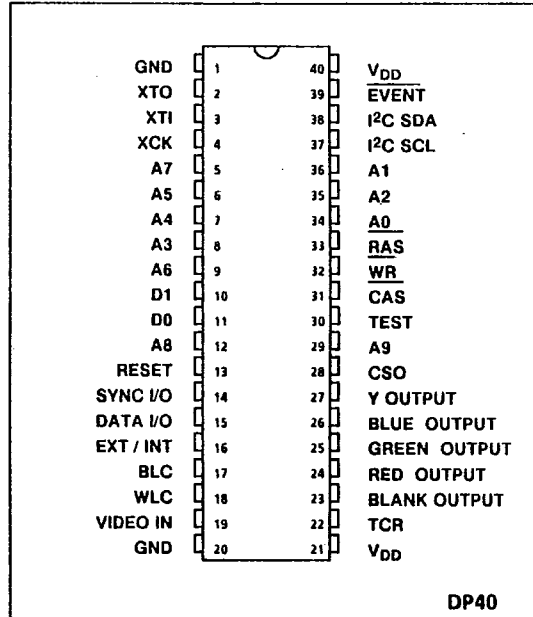 GND 1 40 VDD
XTO 2 39 EVENT
XTI 3 38 I²C SDA
XCK 4 37 I²C SCL
A7 5 36 A1
A5 6 35 A2
A4 7 34 A0
A3 8 33 RAS
A6 9 32 WR
D1 10 31 CAS
D0 11 30 TEST
A8 12 29 A9
RESET 13 28 CSO
SYNC I/O 14 27 Y OUTPUT
DATA I/O 15 26 BLUE OUTPUT
EXT / INT 16 25 GREEN OUTPUT
BLC 17 24 RED OUTPUT
WLC 18 23 BLANK OUTPUT
VIDEO IN 19 22 TCR
GND 20 21 VDD
DP40